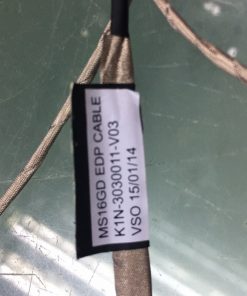 MS16GD EDP CABLE
K1N-3030011-V03
VSO 15/01/14